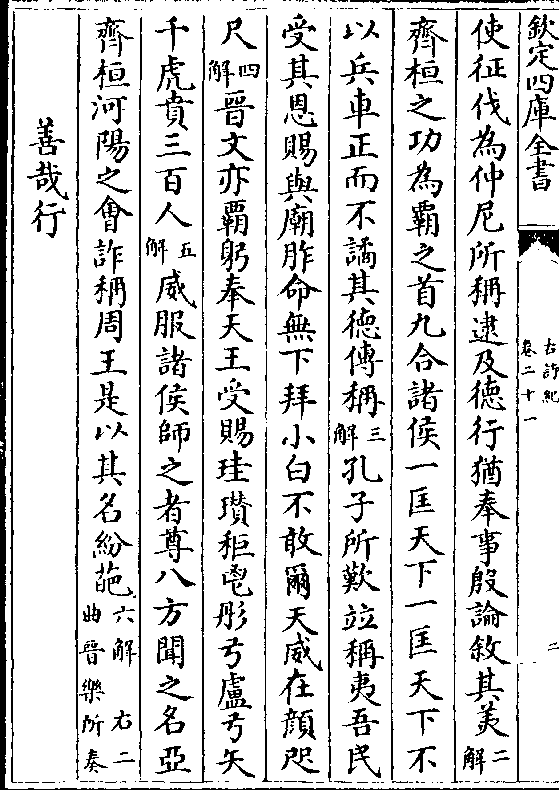 欽定四庫全書
古詩紀
卷二十一
二
使征伐為仲尼所稱逮及德行猶奉事殷論敘其美二解
齊桓之功為霸之首九合諸侯一匡天下一匡天下不
以兵車正而不譎其德傳稱三解孔子所歎竝稱夷吾民
受其恩賜與廟胙命無下拜小白不敢爾天威在顔咫
尺四解晉文亦覇躬奉天王受賜珪瓉秬鬯彤弓盧弓矢
千虎賁三百人五解威服諸侯師之者尊八方聞之名亞
齊桓河陽之會詐稱周王是以其名紛葩六解右二曲晉樂所奏
善哉行